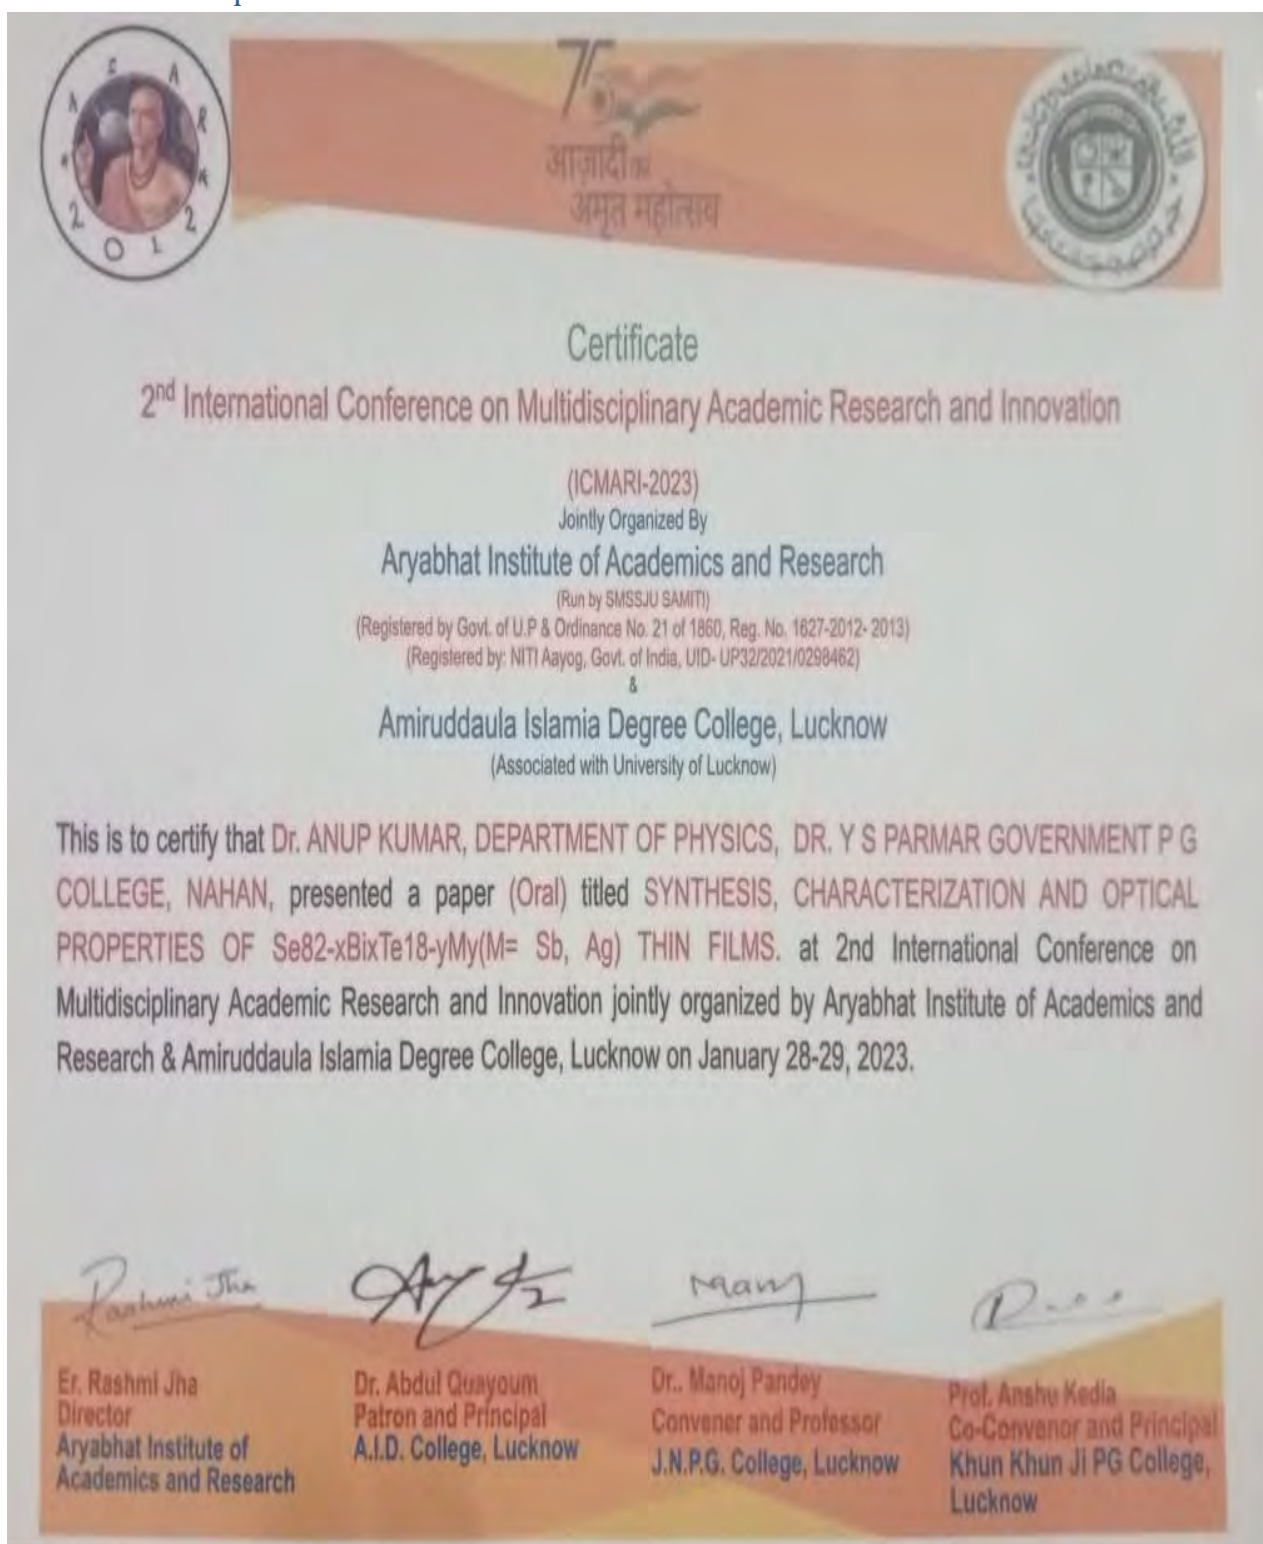 A S A R
* *
2 0 1 2
75
आज़ादी का
अमृत महोत्सव
Certificate
2nd International Conference on Multidisciplinary Academic Research and Innovation
(ICMARI-2023)
Jointly Organized By
Aryabhat Institute of Academics and Research
(Run by SMSSJU SAMITI)
(Registered by Govt. of U.P & Ordinance No. 21 of 1860, Reg. No. 1627-2012- 2013)
(Registered by: NITI Aayog, Govt. of India, UID- UP32/2021/0298462)
&
Amiruddaula Islamia Degree College, Lucknow
(Associated with University of Lucknow)
This is to certify that Dr. ANUP KUMAR, DEPARTMENT OF PHYSICS, DR. Y S PARMAR GOVERNMENT P G
COLLEGE, NAHAN, presented a paper (Oral) titled SYNTHESIS, CHARACTERIZATION AND OPTICAL
PROPERTIES OF Se82-xBixTe18-yMy(M= Sb, Ag) THIN FILMS. at 2nd International Conference on
Multidisciplinary Academic Research and Innovation jointly organized by Aryabhat Institute of Academics and
Research & Amiruddaula Islamia Degree College, Lucknow on January 28-29, 2023.
Rashmi Jha
Manoj
Er. Rashmi Jha
Director
Aryabhat Institute of
Academics and Research
Dr. Abdul Quayoum
Patron and Principal
A.I.D. College, Lucknow
Dr.. Manoj Pandey
Convener and Professor
J.N.P.G. College, Lucknow
Prof. Anshu Kedia
Co-Convenor and Principal
Khun Khun Ji PG College,
Lucknow